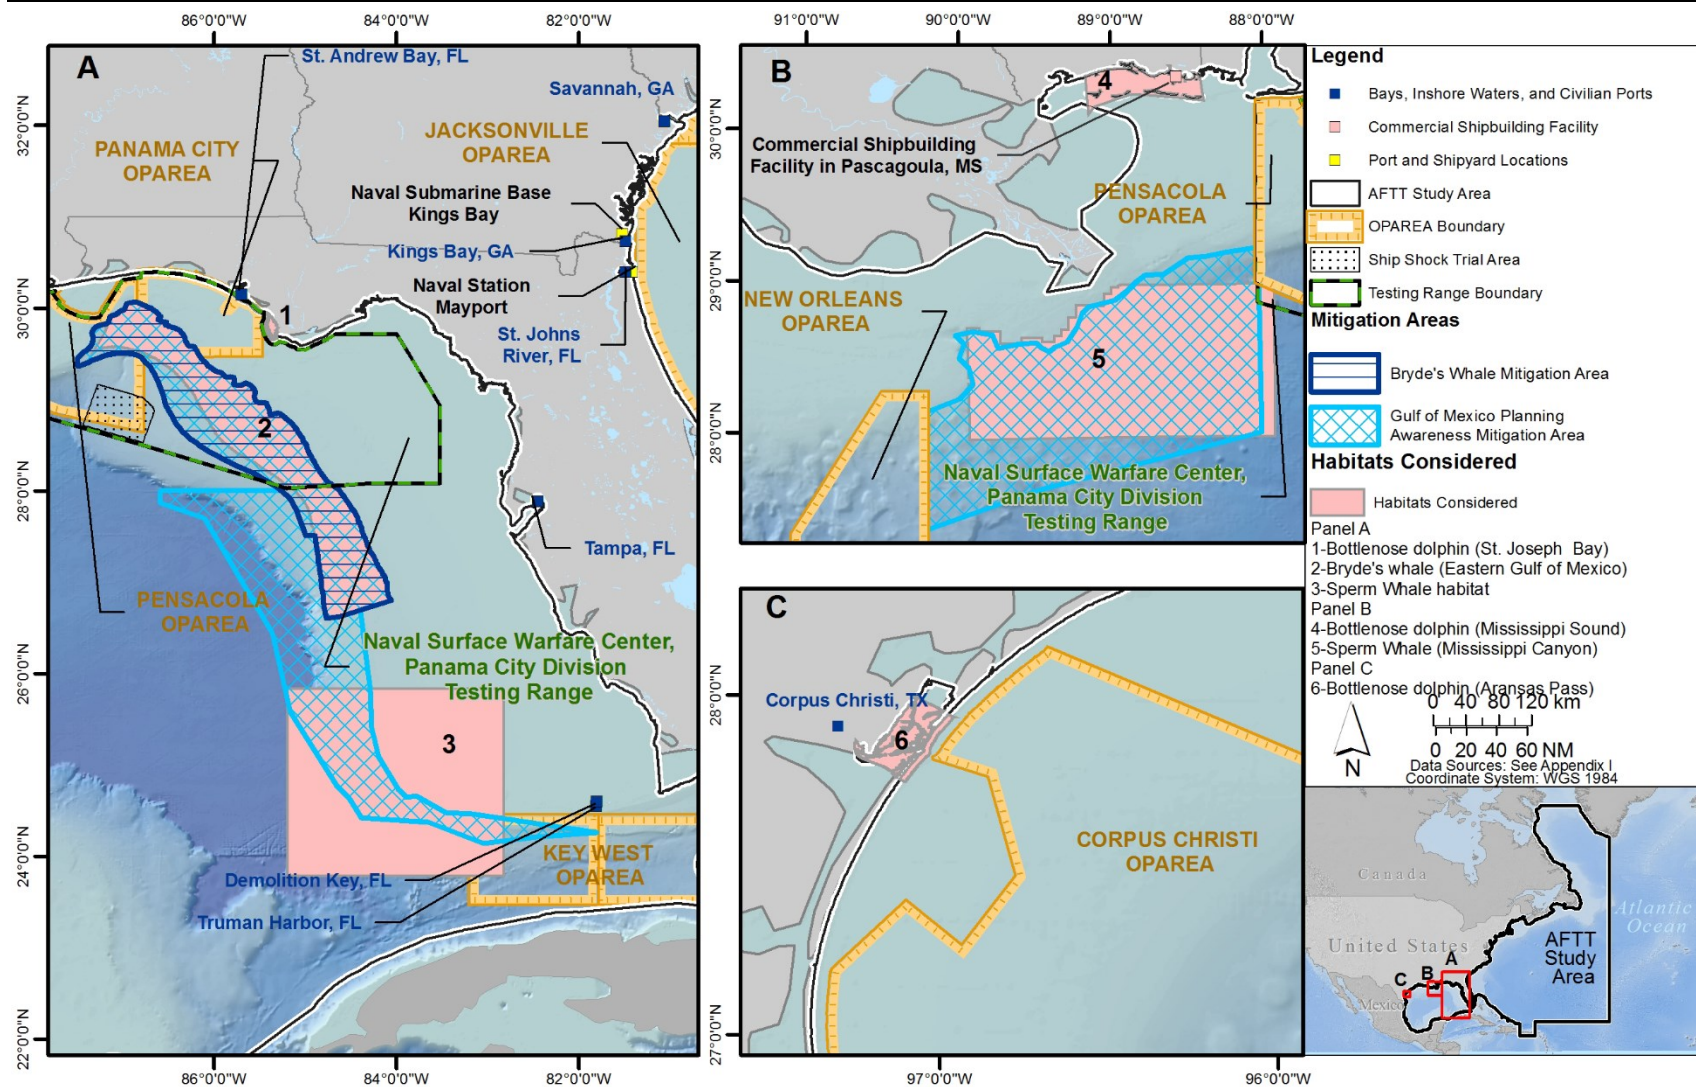 86°0'0"W 84°0'0"W 82°0'0"W
91°0'0"W 90°0'0"W 89°0'0"W 88°0'0"W
32°0'0"N
30°0'0"N
28°0'0"N
26°0'0"N
24°0'0"N
22°0'0"N
A
St. Andrew Bay, FL
Savannah, GA
JACKSONVILLE
OPAREA
PANAMA CITY
OPAREA
Naval Submarine Base
Kings Bay
Kings Bay, GA
Naval Station
Mayport
St. Johns
River, FL
1
2
Tampa, FL
PENSACOLA
OPAREA
Naval Surface Warfare Center,
Panama City Division
Testing Range
3
KEY WEST
OPAREA
Demolition Key, FL
Truman Harbor, FL
86°0'0"W 84°0'0"W 82°0'0"W
30°0'0"N
29°0'0"N
28°0'0"N
B
4
Commercial Shipbuilding
Facility in Pascagoula, MS
PENSACOLA
OPAREA
NEW ORLEANS
OPAREA
5
Naval Surface Warfare Center,
Panama City Division
Testing Range
28°0'0"N
27°0'0"N
C
Corpus Christi, TX
6
CORPUS CHRISTI
OPAREA
97°0'0"W 96°0'0"W
Legend
Bays, Inshore Waters, and Civilian Ports
Commercial Shipbuilding Facility
Port and Shipyard Locations
AFTT Study Area
OPAREA Boundary
Ship Shock Trial Area
Testing Range Boundary
Mitigation Areas
Bryde's Whale Mitigation Area
Gulf of Mexico Planning
Awareness Mitigation Area
Habitats Considered
Habitats Considered
Panel A
1-Bottlenose dolphin (St. Joseph Bay)
2-Bryde's whale (Eastern Gulf of Mexico)
3-Sperm Whale habitat
Panel B
4-Bottlenose dolphin (Mississippi Sound)
5-Sperm Whale (Mississippi Canyon)
Panel C
6-Bottlenose dolphin (Aransas Pass)
0 40 80 120 km
0 20 40 60 NM
N
Data Sources: See Appendix I
Coordinate System: WGS 1984
Canada
United States
Atlantic
Ocean
AFTT
Study
Area
A
B
C
Mexico